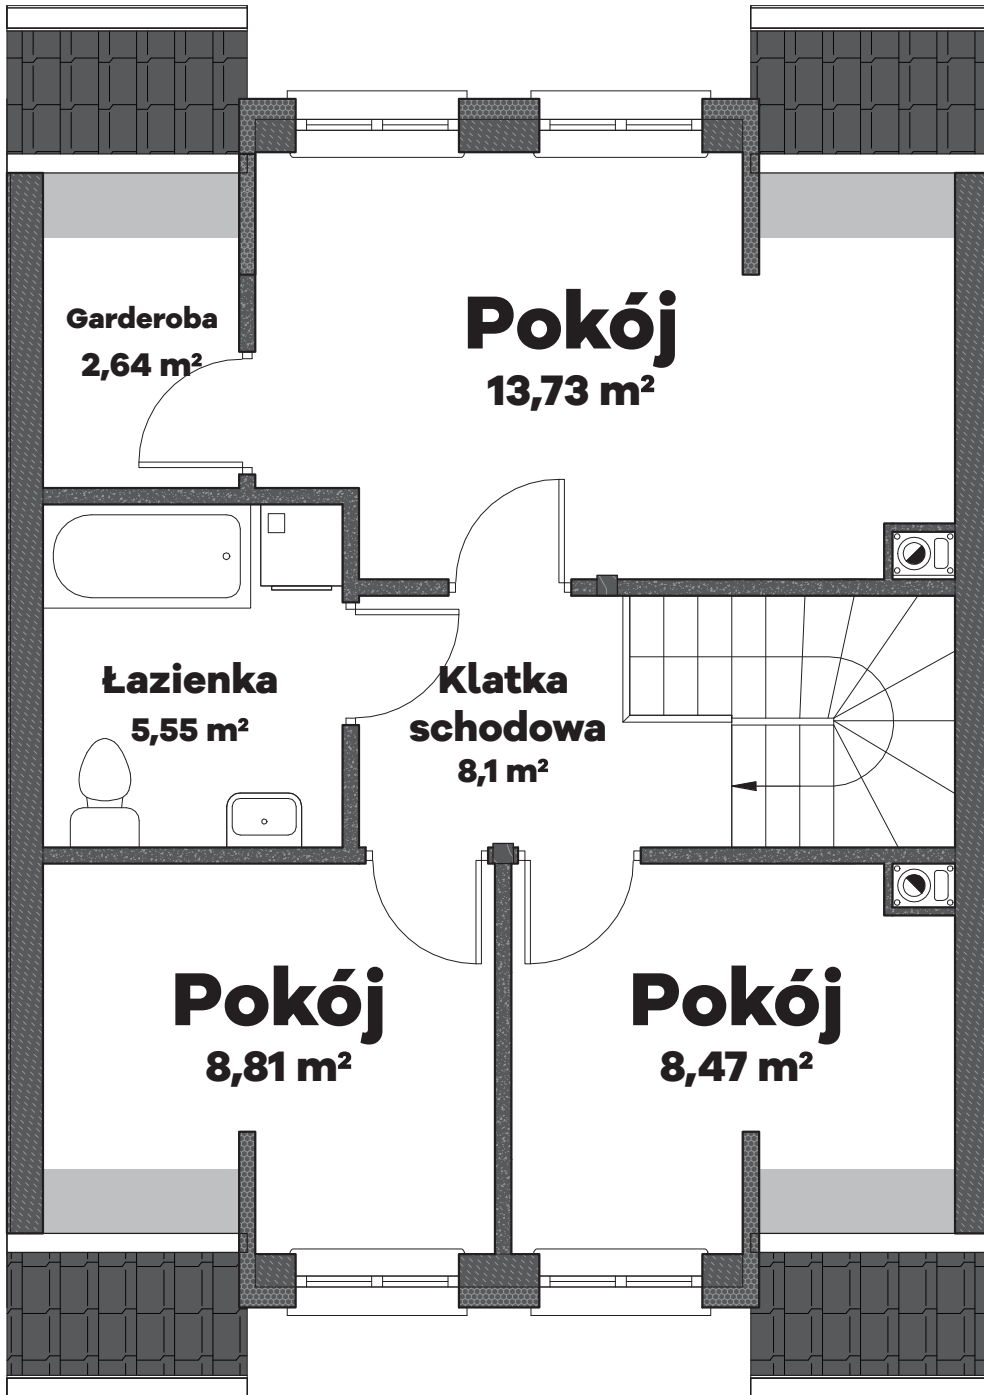 Garderoba
2,64 m²
Pokój
13,73 m²
Łazienka
5,55 m²
Klatka
schodowa
8,1 m²
Pokój
8,81 m²
Pokój
8,47 m²